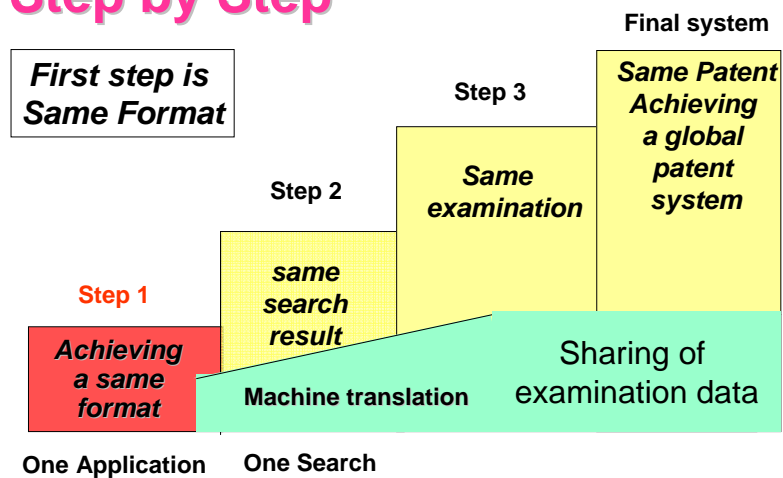 Step by Step
Final system
First step is
Same Format
Same Patent
Achieving
a global
patent
system
Step 3
Same
examination
Step 2
same
search
result
Step 1
Achieving
a same
format
Machine translation
Sharing of
examination data
One Application
One Search